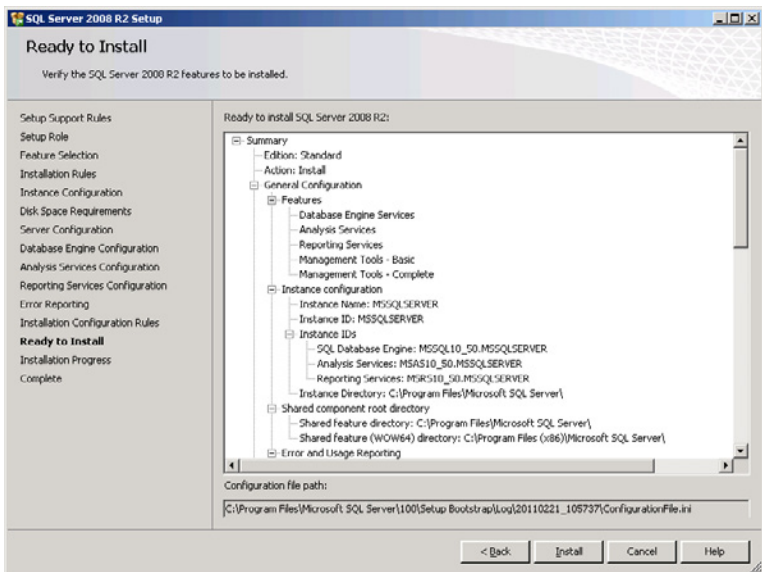 SQL Server 2008 R2 Setup
Ready to Install
Verify the SQL Server 2008 R2 features to be installed.
Setup Support Rules
Setup Role
Feature Selection
Installation Rules
Instance Configuration
Disk Space Requirements
Server Configuration
Database Engine Configuration
Analysis Services Configuration
Reporting Services Configuration
Error Reporting
Installation Configuration Rules
Ready to Install
Installation Progress
Complete
Ready to install SQL Server 2008 R2:
Summary
Edition: Standard
Action: Install
General Configuration
Features
Database Engine Services
Analysis Services
Reporting Services
Management Tools - Basic
Management Tools - Complete
Instance configuration
Instance Name: MSSQLSERVER
Instance ID: MSSQLSERVER
Instance IDs
SQL Database Engine: MSSQL10_50.MSSQLSERVER
Analysis Services: MSAS10_50.MSSQLSERVER
Reporting Services: MSRS10_50.MSSQLSERVER
Instance Directory: C:\Program Files\Microsoft SQL Server\
Shared component root directory
Shared feature directory: C:\Program Files\Microsoft SQL Server\
Shared feature (WOW64) directory: C:\Program Files (x86)\Microsoft SQL Server\
Error and Usage Reporting
Configuration file path:
C:\Program Files\Microsoft SQL Server\100\Setup Bootstrap\Log\20110221_105737\ConfigurationFile.ini
< Back Install Cancel Help